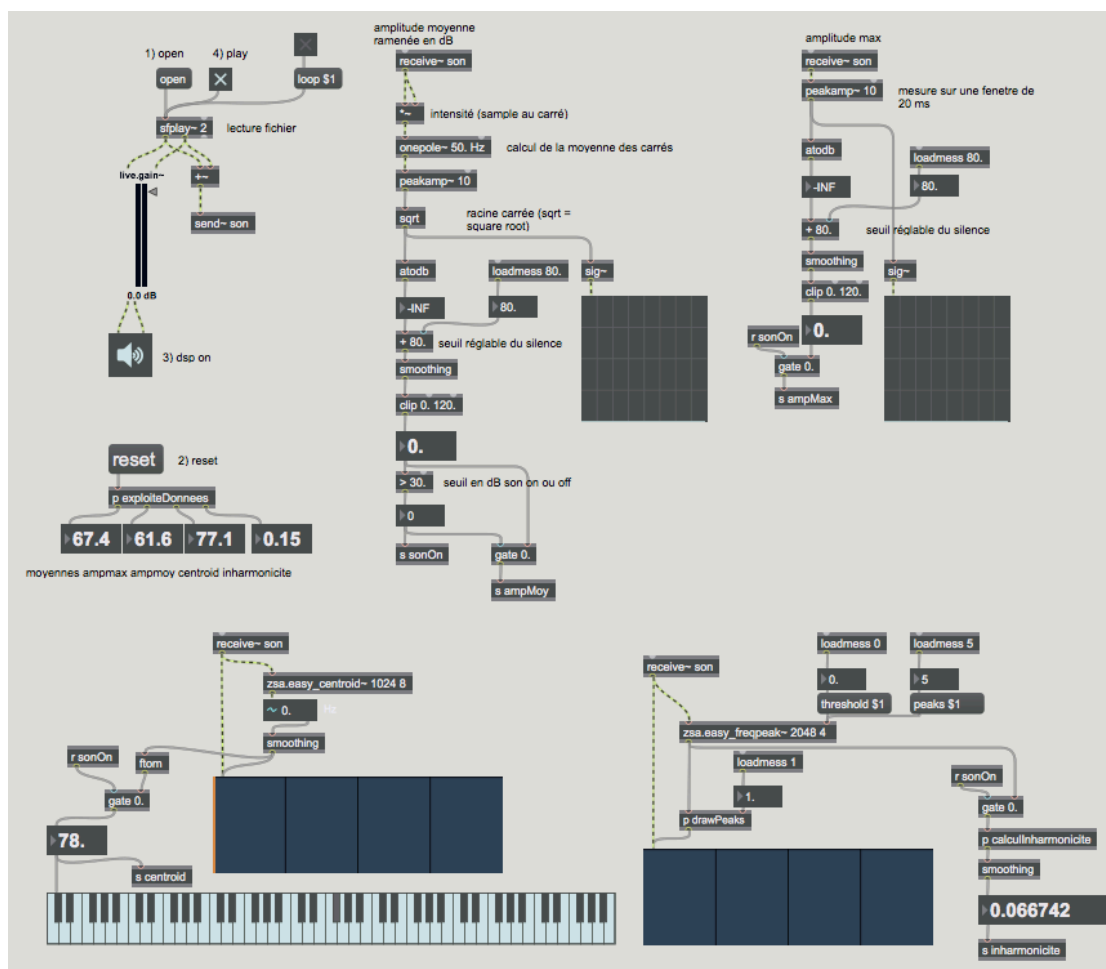 1) open
4) play
open
loop $1
sfplay~ 2
lecture fichier
live.gain~
+~
send~ son
0.0 dB
3) dsp on
reset
2) reset
p exploiteDonnees
67.4
61.6
77.1
0.15
moyennes ampmax ampmoy centroid inharmonicite
amplitude moyenne
ramenée en dB
receive~ son
*~
intensité (sample au carré)
onepole~ 50. Hz
calcul de la moyenne des carrés
peakamp~ 10
sqrt
racine carrée (sqrt =
square root)
atodb
loadmess 80.
sig~
-INF
80.
+ 80.
seuil réglable du silence
smoothing
clip 0. 120.
0.
> 30.
seuil en dB son on ou off
0
s sonOn
gate 0.
s ampMoy
amplitude max
receive~ son
peakamp~ 10
mesure sur une fenetre de
20 ms
atodb
loadmess 80.
-INF
80.
+ 80.
seuil réglable du silence
smoothing
sig~
clip 0. 120.
r sonOn
0.
gate 0.
s ampMax
receive~ son
zsa.easy_centroid~ 1024 8
~ 0.
Hz
smoothing
r sonOn
ftom
gate 0.
78.
s centroid
receive~ son
loadmess 0
loadmess 5
0.
5
threshold $1
peaks $1
zsa.easy_freqpeak~ 2048 4
loadmess 1
1.
p drawPeaks
r sonOn
gate 0.
p calculInharmonicite
smoothing
0.066742
s inharmonicite